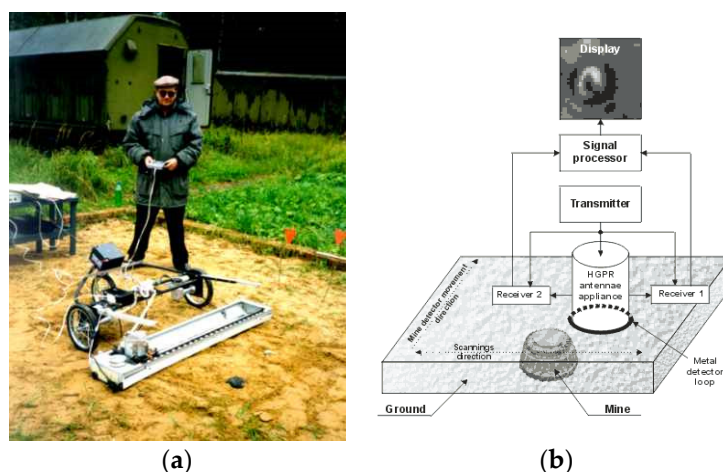 Display
Signal
processor
Transmitter
HGPR
antennae
appliance
Receiver 2
Receiver 1
Mine detector movement
direction
Scannings
direction
Metal
detector
loop
Ground
Mine
(a)
(b)